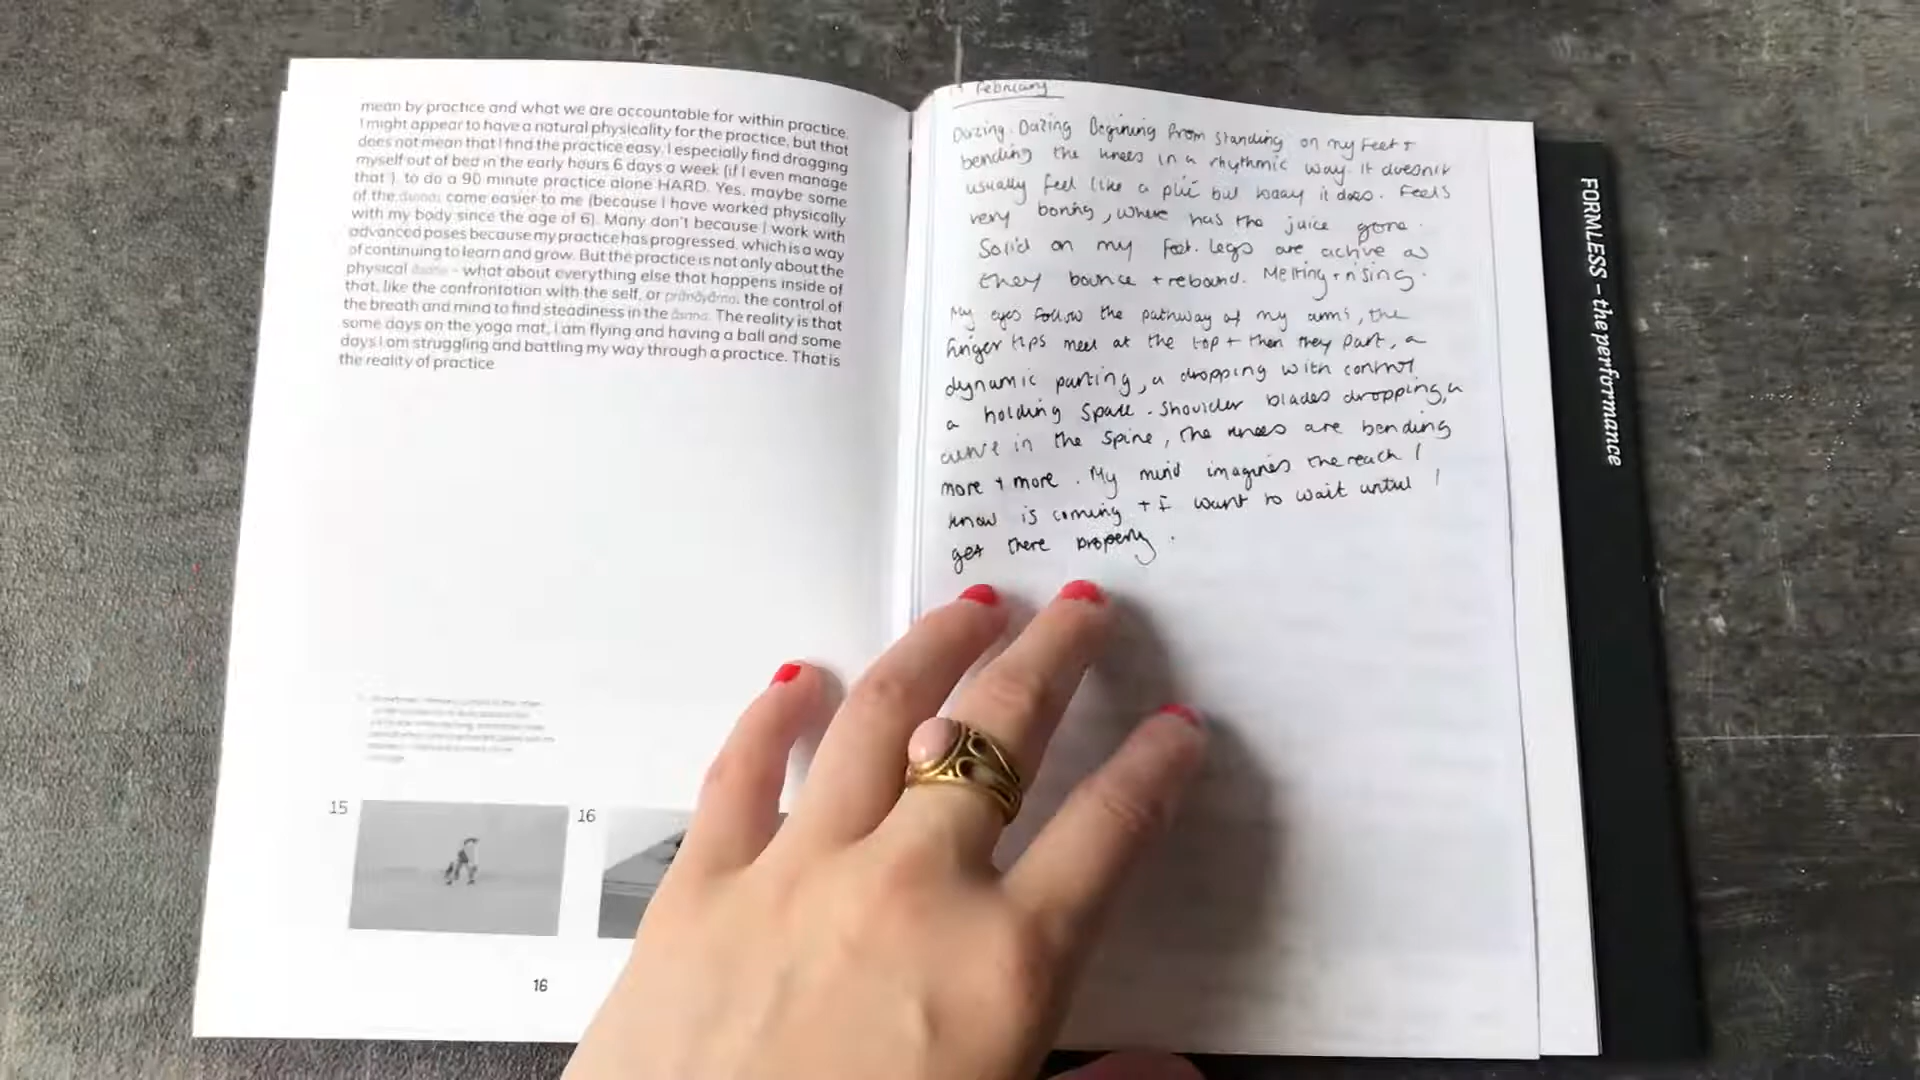 mean by practice and what we are accountable for within practice.
I might appear to have a natural physicality for the practice, but that
does not mean that I find the practice easy. I especially find dragging
myself out of bed in the early hours 6 days a week (if I even manage
that ), to do a 90 minute practice alone HARD. Yes, maybe some
of the āsanas come easier to me (because I have worked physically
with my body since the age of 6). Many don't because I work with
advanced poses because my practice has progressed, which is a way
of continuing to learn and grow. But the practice is not only about the
physical āsana - what about everything else that happens inside of
that, like the confrontation with the self, or prānāyāma, the control of
the breath and mind to find steadiness in the āsana. The reality is that
some days on the yoga mat, I am flying and having a ball and some
days I am struggling and battling my way through a practice. That is
the reality of practice
15
16
16
February
Dazing. Dazing Begining from standing on my feet +
bending the knees in a rhythmic way. It doesn't
usually feel like a plié but today it does. Feels
very boring, where has the juice gone.
Solid on my feet. Legs are active as
they bounce + rebound. Melting + rising.
My eyes follow the pathway of my arms, the
finger tips meet at the top + then they part, a
dynamic parting, a dropping with control
a holding space. Shoulder blades dropping, a
curve in the spine, the knees are bending
more + more. My mind imagines the reach I
know is coming + I want to wait until I
get there properly.
FORMLESS – the performance